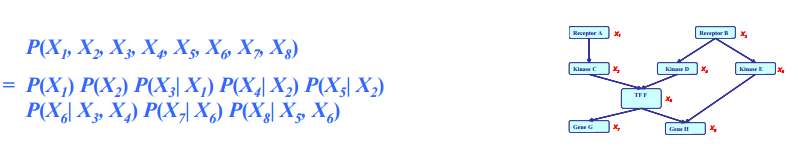 P(X1, X2, X3, X4, X5, X6, X7, X8)
= P(X1) P(X2) P(X3| X1) P(X4| X2) P(X5| X2)
P(X6| X3, X4) P(X7| X6) P(X8| X5, X6)
Receptor A X1 Receptor B X2
Kinase C X3 Kinase D X4 Kinase E X5
TF F X6
Gene G X7 Gene H X8